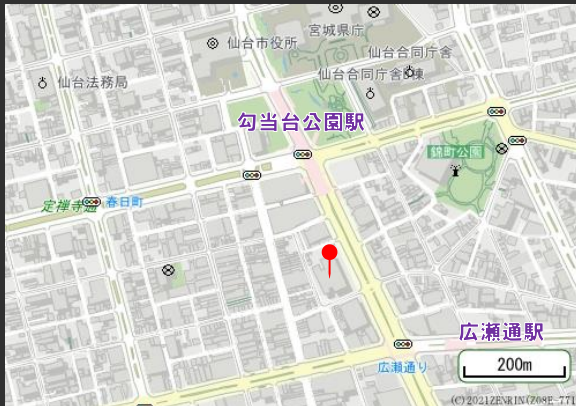 宮城県庁
仙台市役所
仙台合同庁舎
仙台合同庁舎B棟
仙台法務局
勾当台公園駅
錦町公園
定禅寺通
春日町
広瀬通駅
広瀬通り
200m
(C)2021ZENRIN(Z08E-771